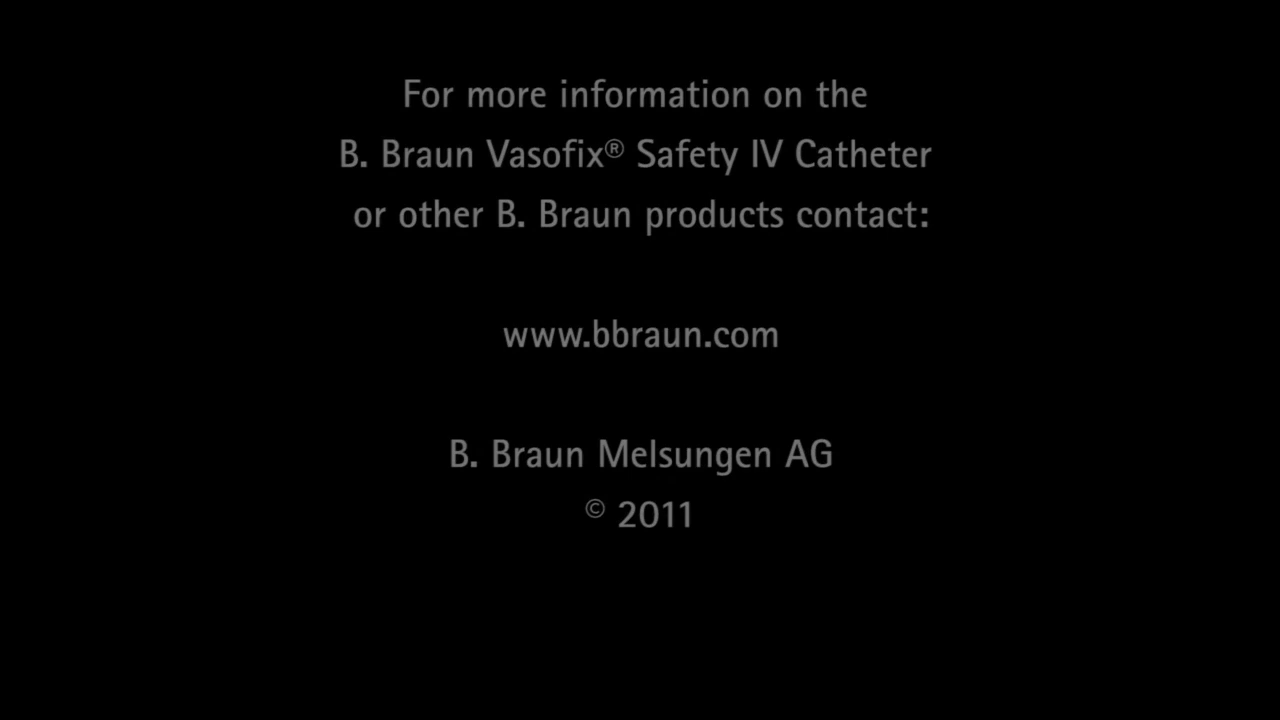 For more information on the
B. Braun Vasofix® Safety IV Catheter
or other B. Braun products contact:
www.bbraun.com
B. Braun Melsungen AG
© 2011